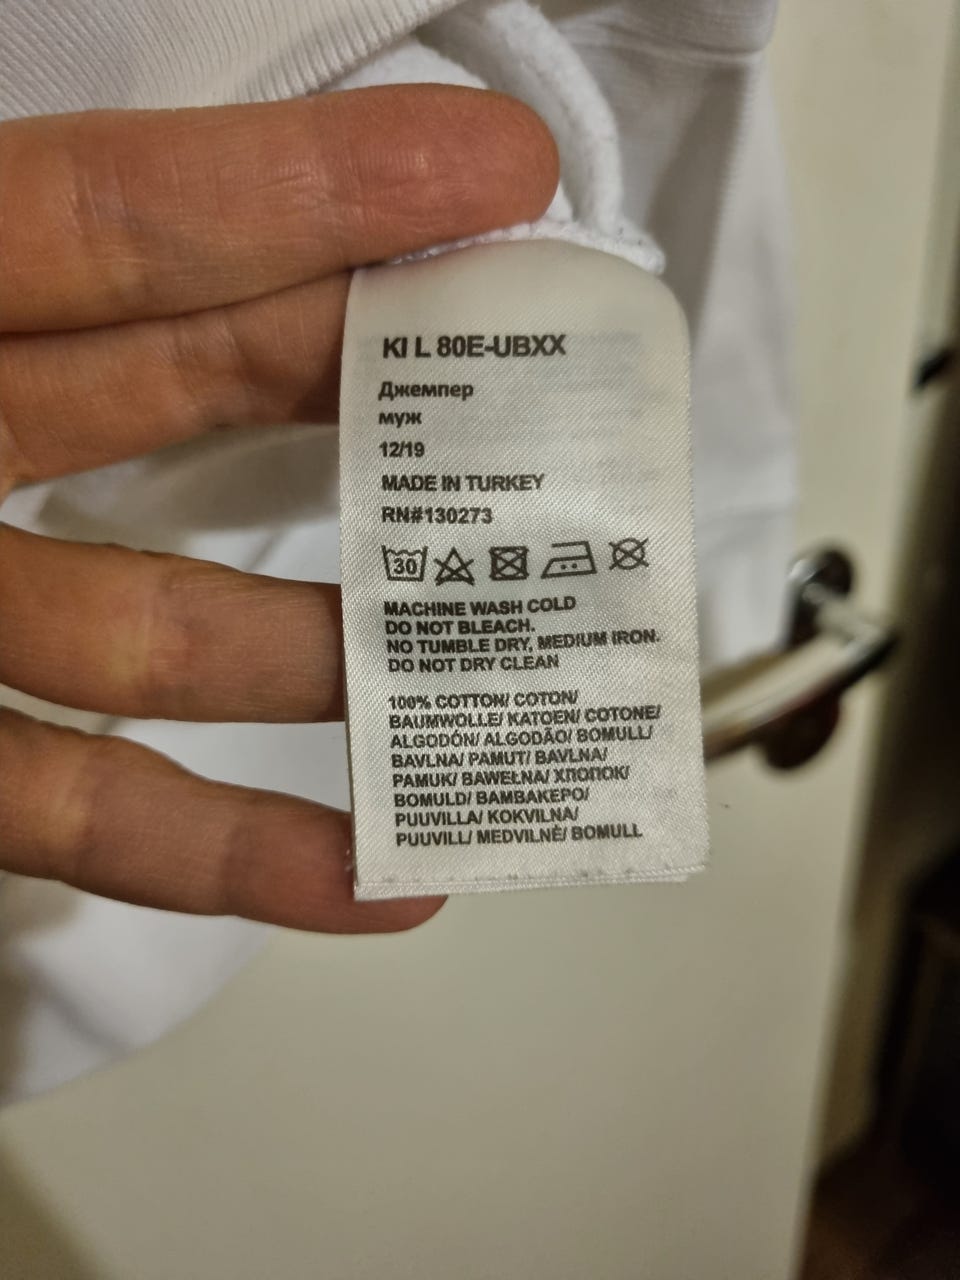 KI L 80E-UBXX
Джемпер
муж
12/19
MADE IN TURKEY
RN#130273
30
MACHINE WASH COLD
DO NOT BLEACH.
NO TUMBLE DRY, MEDIUM IRON.
DO NOT DRY CLEAN
100% COTTON/ COTON/
BAUMWOLLE/ KATOEN/ COTONE/
ALGODÓN/ ALGODÃO/ BOMULL/
BAVLNA/ PAMUT/ BAVLNA/
PAMUK/ BAWEŁNA/ ХЛОПОК/
BOMULD/ ΒΑΜΒΑΚΕΡΟ/
PUUVILLA/ KOKVILNA/
PUUVILL/ MEDVILNĖ/ BOMULL